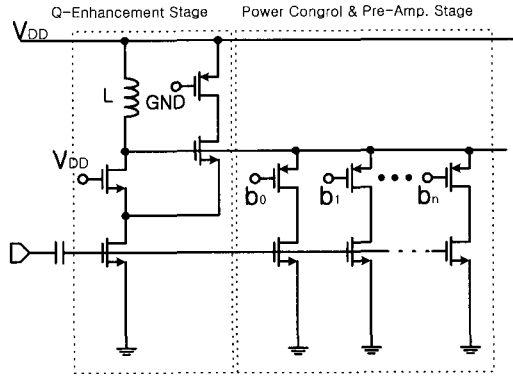 Q-Enhancement Stage
Power Congrol & Pre-Amp. Stage
VDD
L
GND
VDD
b0
b1
bn